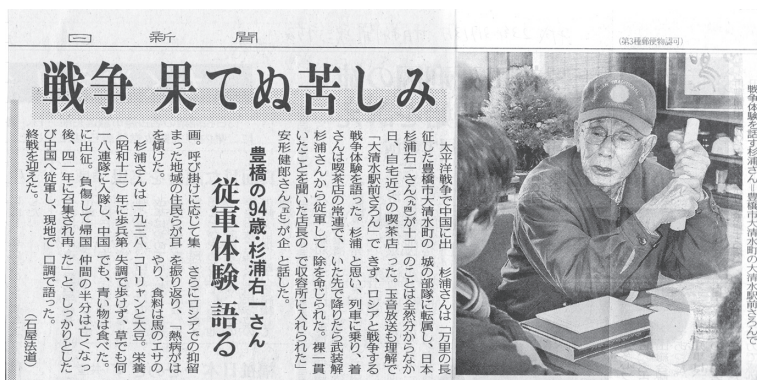 日新聞
(第3種郵便物認可)
戦争 果てぬ苦しみ
豊橋の94歳・杉浦右一さん
従軍体験 語る
太平洋戦争で中国に出
征した豊橋市大清水町の
杉浦右一さん(九四)が十二
日、自宅近くの喫茶店
「大清水駅前さろん」で
戦争体験を語った。杉浦
さんは喫茶店の常連で、
杉浦さんから従軍して
いたことを聞いた店長の
安形健郎さんが企
画。呼び掛けに応じて集
まった地域の住民らが耳
を傾けた。
杉浦さんは一九三八
(昭和十三)年に歩兵第
一八連隊に入隊し、中国
に出征。負傷して帰国
後、四一年に召集され再
び中国へ従軍し、現地で
終戦を迎えた。
杉浦さんは「万里の長
城の部隊に転属し、日本
のことは全然分からなか
った。玉音放送も理解で
きず、ロシアと戦争する
と思い、列車に乗り、着
いた先で降りたら武装解
除を命じられた。裸一貫
で収容所に入れられた」
と話した。
さらにロシアでの抑留
を振り返り、「熱病がは
やり、食料は馬のエサの
コーリャンと大豆。栄養
失調で歩けず、草でも何
でも、青い物は食べた。
仲間の半分は亡くなっ
た」と、しっかりとした
口調で語った。
(石屋法道)
戦争体験を話す杉浦さん＝豊橋市大清水町の大清水駅前さろんで